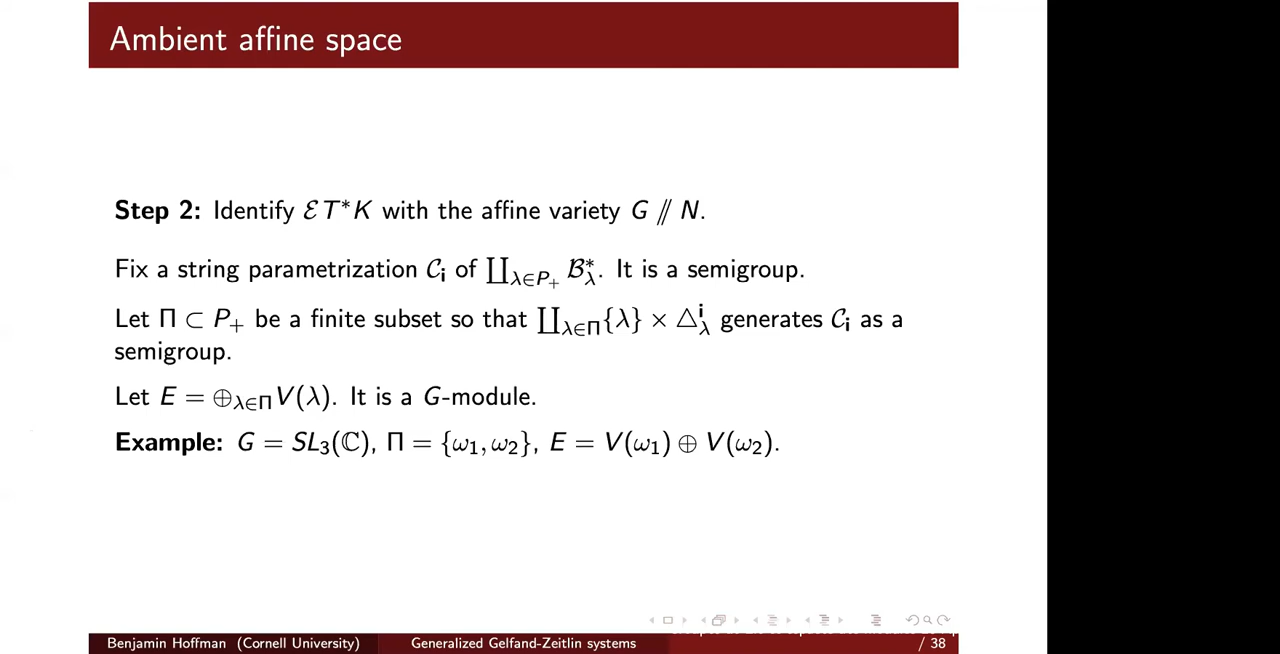 Ambient affine space
Step 2: Identify ℰT*K with the affine variety G ⫽ N.
Fix a string parametrization 𝒞ᵢ of ∐_{λ∈P₊} ℬ*_λ. It is a semigroup.
Let Π ⊂ P₊ be a finite subset so that ∐_{λ∈Π}{λ} × △^i_λ generates 𝒞ᵢ as a
semigroup.
Let E = ⊕_{λ∈Π}V(λ). It is a G-module.
Example: G = SL₃(ℂ), Π = {ω₁, ω₂}, E = V(ω₁) ⊕ V(ω₂).
Benjamin Hoffman (Cornell University) Generalized Gelfand-Zeitlin systems / 38